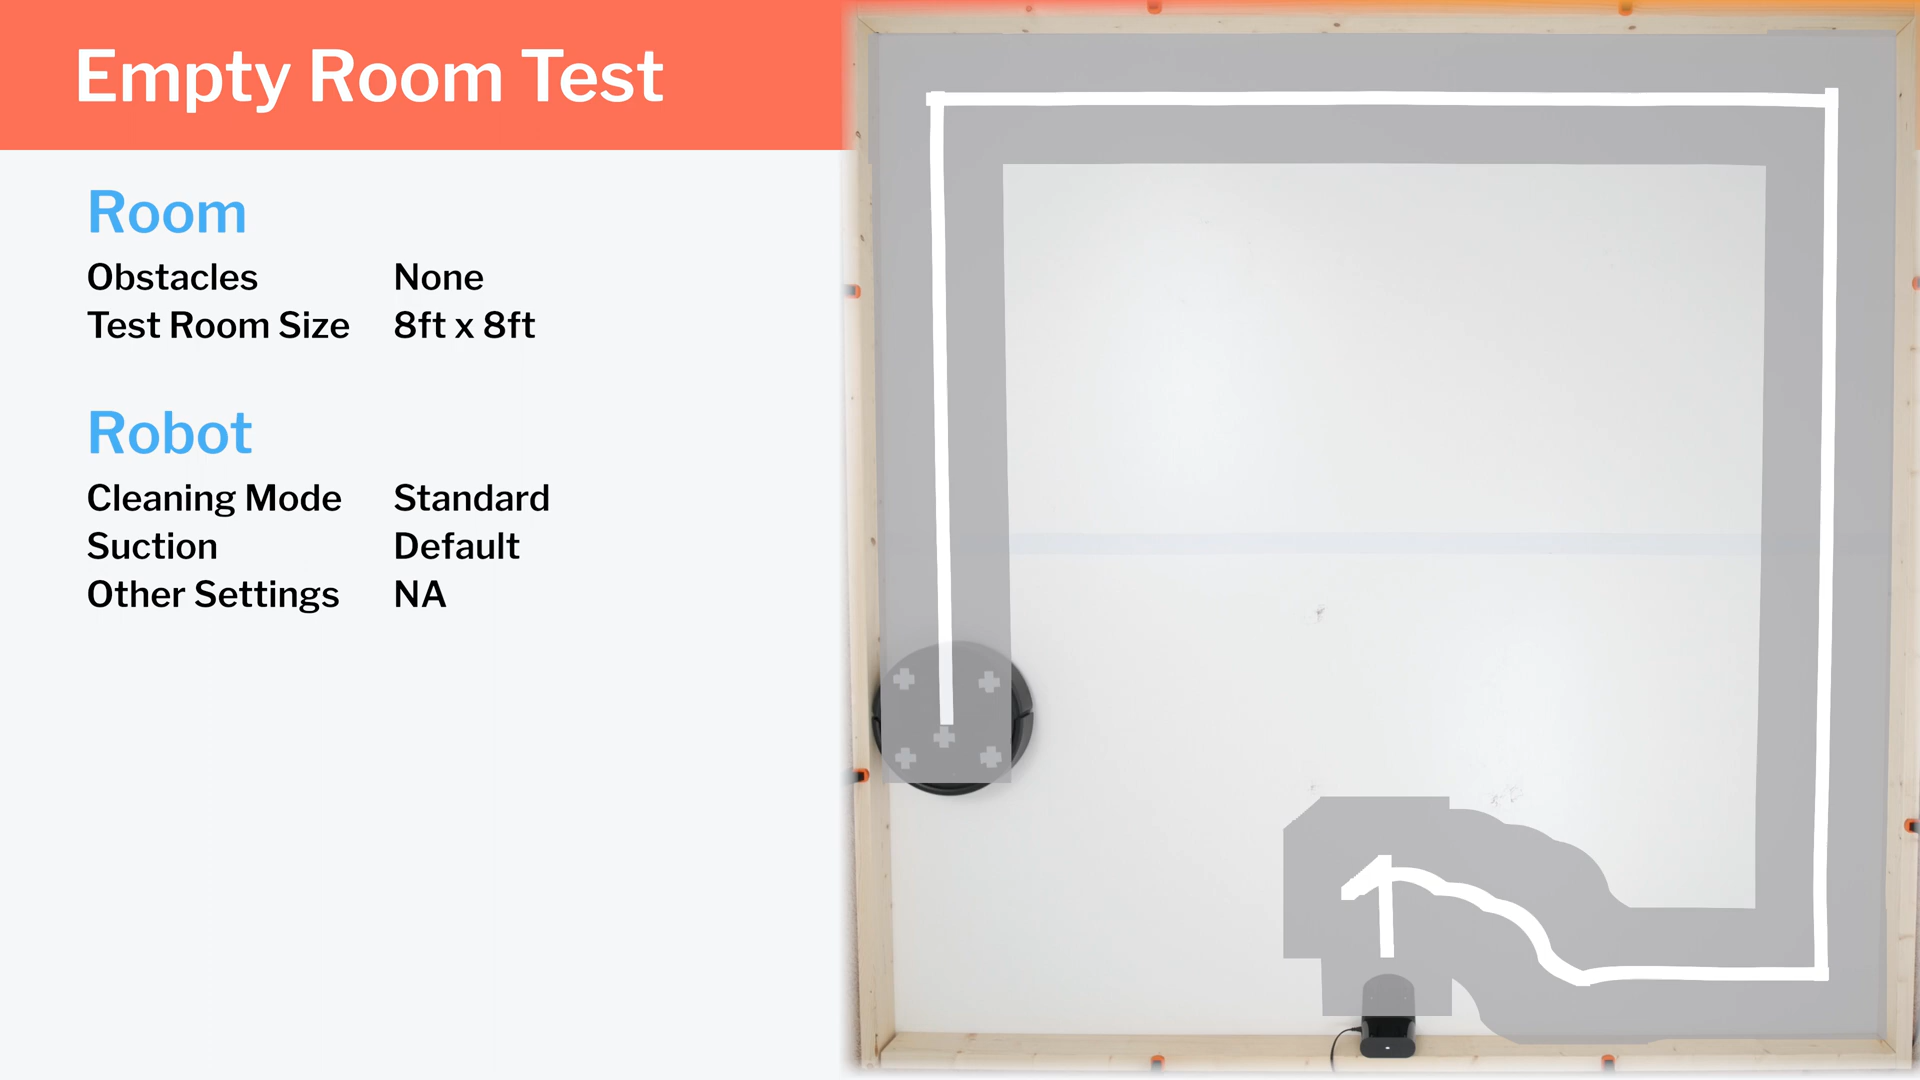 Empty Room Test
Room
Obstacles None
Test Room Size 8ft x 8ft
Robot
Cleaning Mode Standard
Suction Default
Other Settings NA